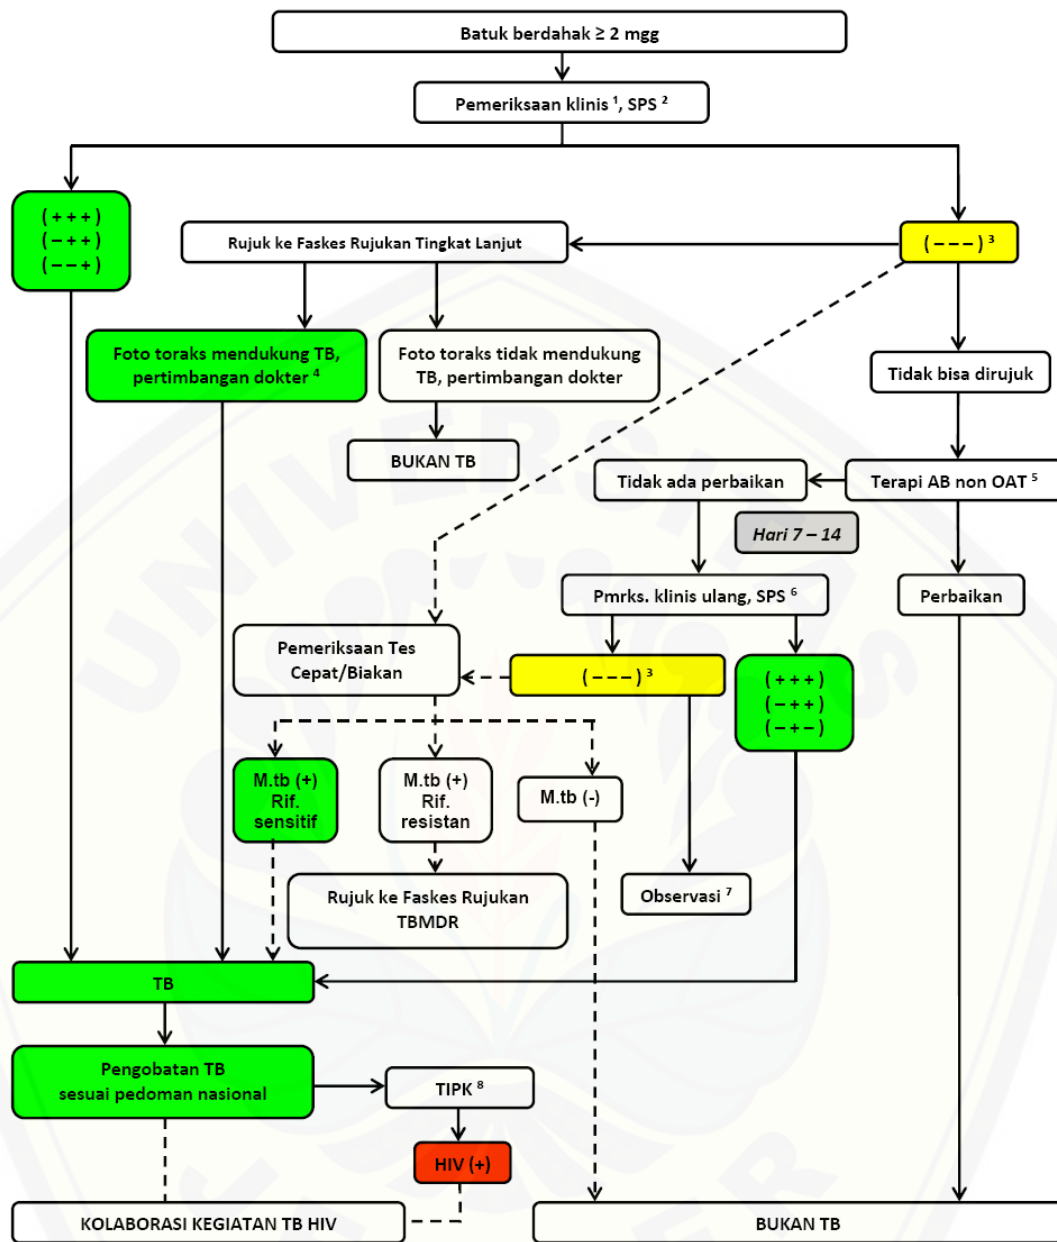 Batuk berdahak ≥ 2 mgg
Pemeriksaan klinis ¹, SPS ²
( + + + )
( – + + )
( – – + )
Rujuk ke Faskes Rujukan Tingkat Lanjut
( – – – ) ³
Foto toraks mendukung TB,
pertimbangan dokter ⁴
Foto toraks tidak mendukung
TB, pertimbangan dokter
Tidak bisa dirujuk
BUKAN TB
Tidak ada perbaikan
Terapi AB non OAT ⁵
Hari 7 – 14
Pmrks. klinis ulang, SPS ⁶
Perbaikan
Pemeriksaan Tes
Cepat/Biakan
( – – – ) ³
( + + + )
( – + + )
( – + – )
M.tb (+)
Rif.
sensitif
M.tb (+)
Rif.
resistan
M.tb (-)
Rujuk ke Faskes Rujukan
TBMDR
Observasi ⁷
TB
Pengobatan TB
sesuai pedoman nasional
TIPK ⁸
HIV (+)
KOLABORASI KEGIATAN TB HIV
BUKAN TB
UNIVERSITAS